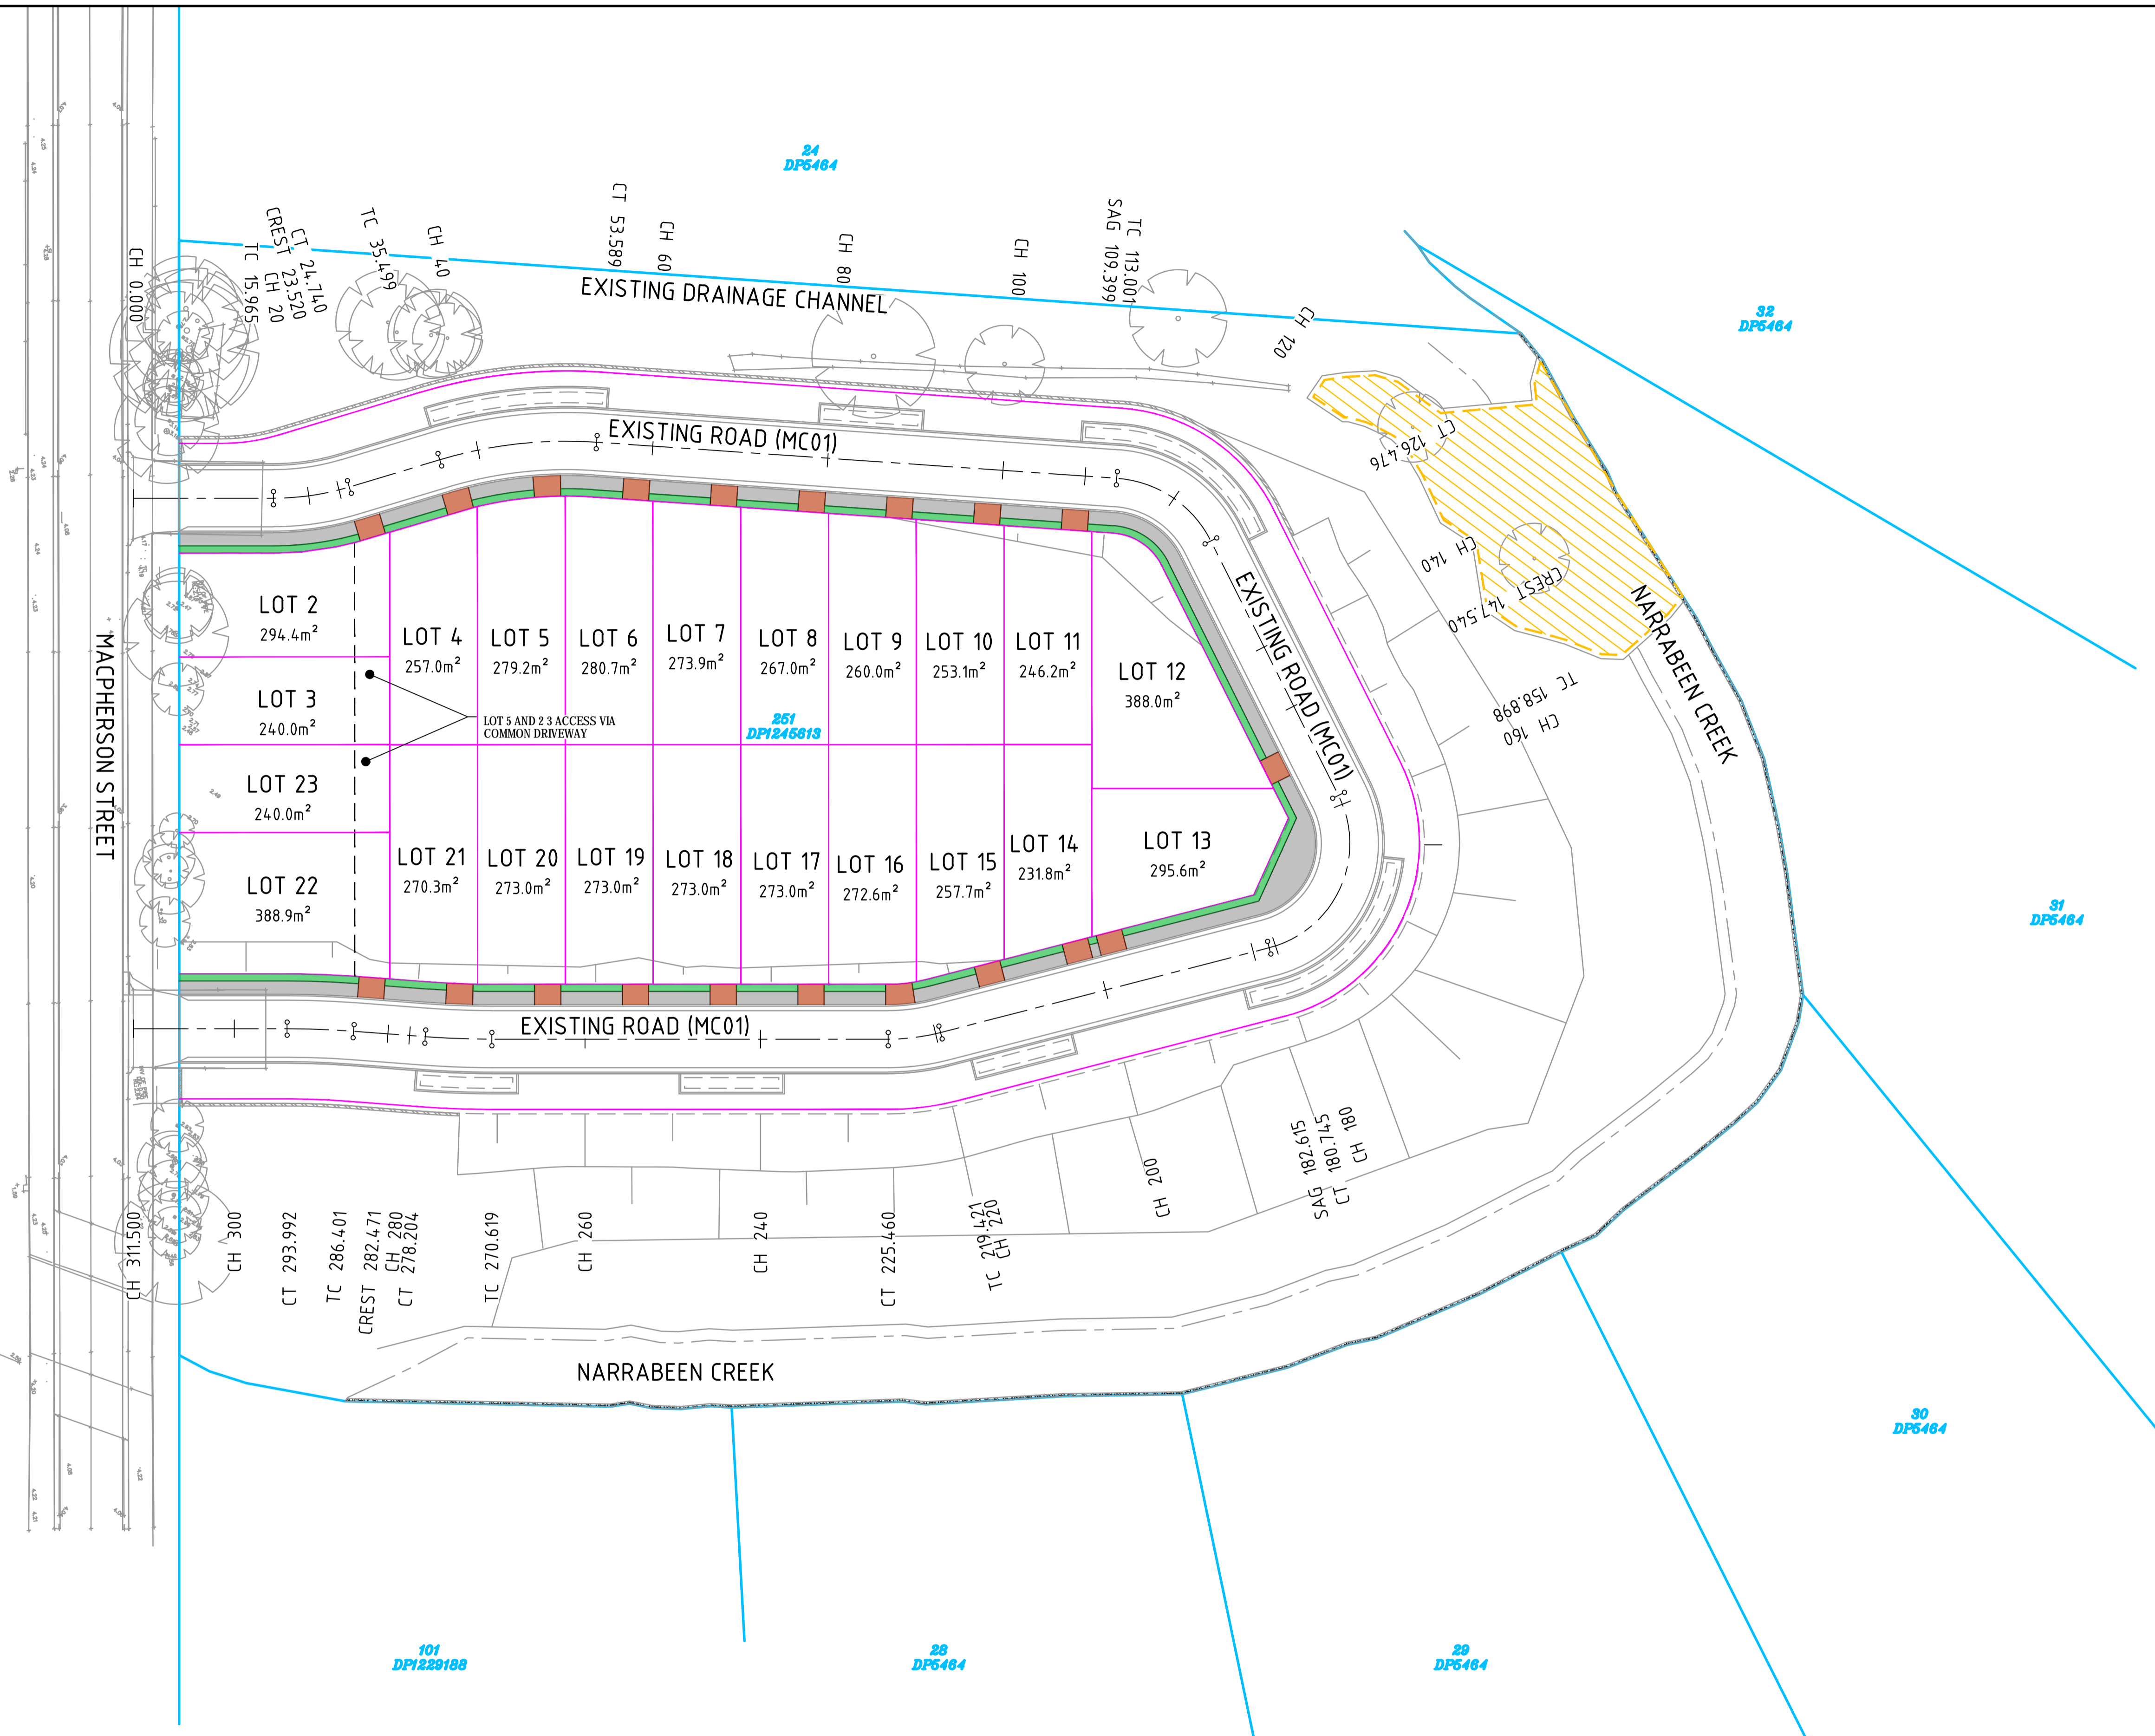 24
DP5464
32
DP5464
CH 0.000
TC 15.965
CH 20
CREST 23.520
CT 24.740
TC 35.499
CH 40
CT 53.589
CH 60
CH 80
CH 100
SAG 109.399
TC 113.001
CH 120
EXISTING DRAINAGE CHANNEL
EXISTING ROAD (MC01)
CT 126.476
CH 140
CREST 147.540
TC 158.898
CH 160
NARRABEEN CREEK
EXISTING ROAD (MC01)
MACPHERSON STREET
LOT 2
294.4m²
LOT 3
240.0m²
LOT 4
257.0m²
LOT 5
279.2m²
LOT 6
280.7m²
LOT 7
273.9m²
LOT 8
267.0m²
LOT 9
260.0m²
LOT 10
253.1m²
LOT 11
246.2m²
LOT 12
388.0m²
LOT 5 AND 2 3 ACCESS VIA
COMMON DRIVEWAY
251
DP1245613
LOT 23
240.0m²
LOT 22
388.9m²
LOT 21
270.3m²
LOT 20
273.0m²
LOT 19
273.0m²
LOT 18
273.0m²
LOT 17
273.0m²
LOT 16
272.6m²
LOT 15
257.7m²
LOT 14
231.8m²
LOT 13
295.6m²
31
DP5464
EXISTING ROAD (MC01)
CH 311.500
CH 300
CT 293.992
TC 286.401
CREST 282.471
CH 280
CT 278.204
TC 270.619
CH 260
CH 240
CT 225.460
TC 219.421
CH 220
CH 200
SAG 182.615
CT 180.745
CH 180
NARRABEEN CREEK
30
DP5464
101
DP1229188
28
DP5464
29
DP5464